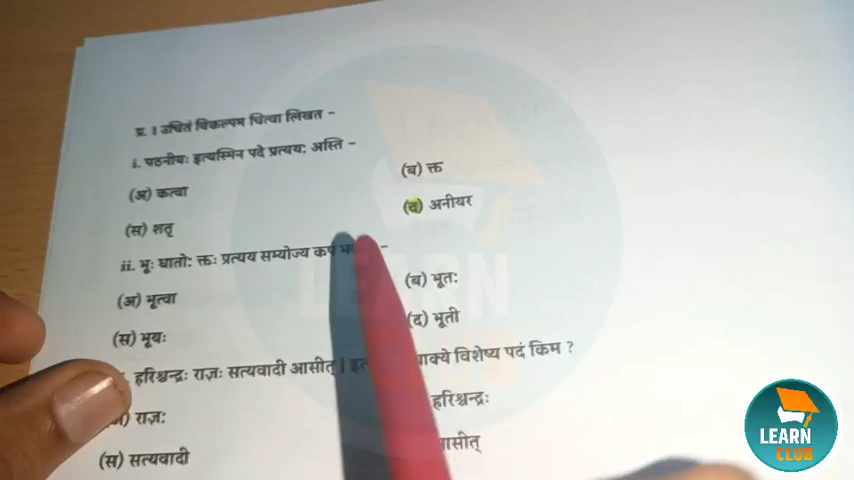 प्र. 1 उचितं विकल्पम चित्वा लिखत -
i. पठनीयः इत्यस्मिन पदे प्रत्ययः अस्ति -
(अ) कत्वा (ब) क्त
(स) शतृ (द) अनीयर
ii. भूः घातोः क्तः प्रत्यय सम्योज्य -
(अ) भूत्वा (ब) भूतः
(स) भूयः (द) भूती
हरिश्चन्द्रः राज्ञः सत्यवादी आसीत् | वाक्ये विशेष्य पदं किम ?
राज्ञः हरिश्चन्द्रः
(स) सत्यवादी आसीत्
LEARN
CLUB